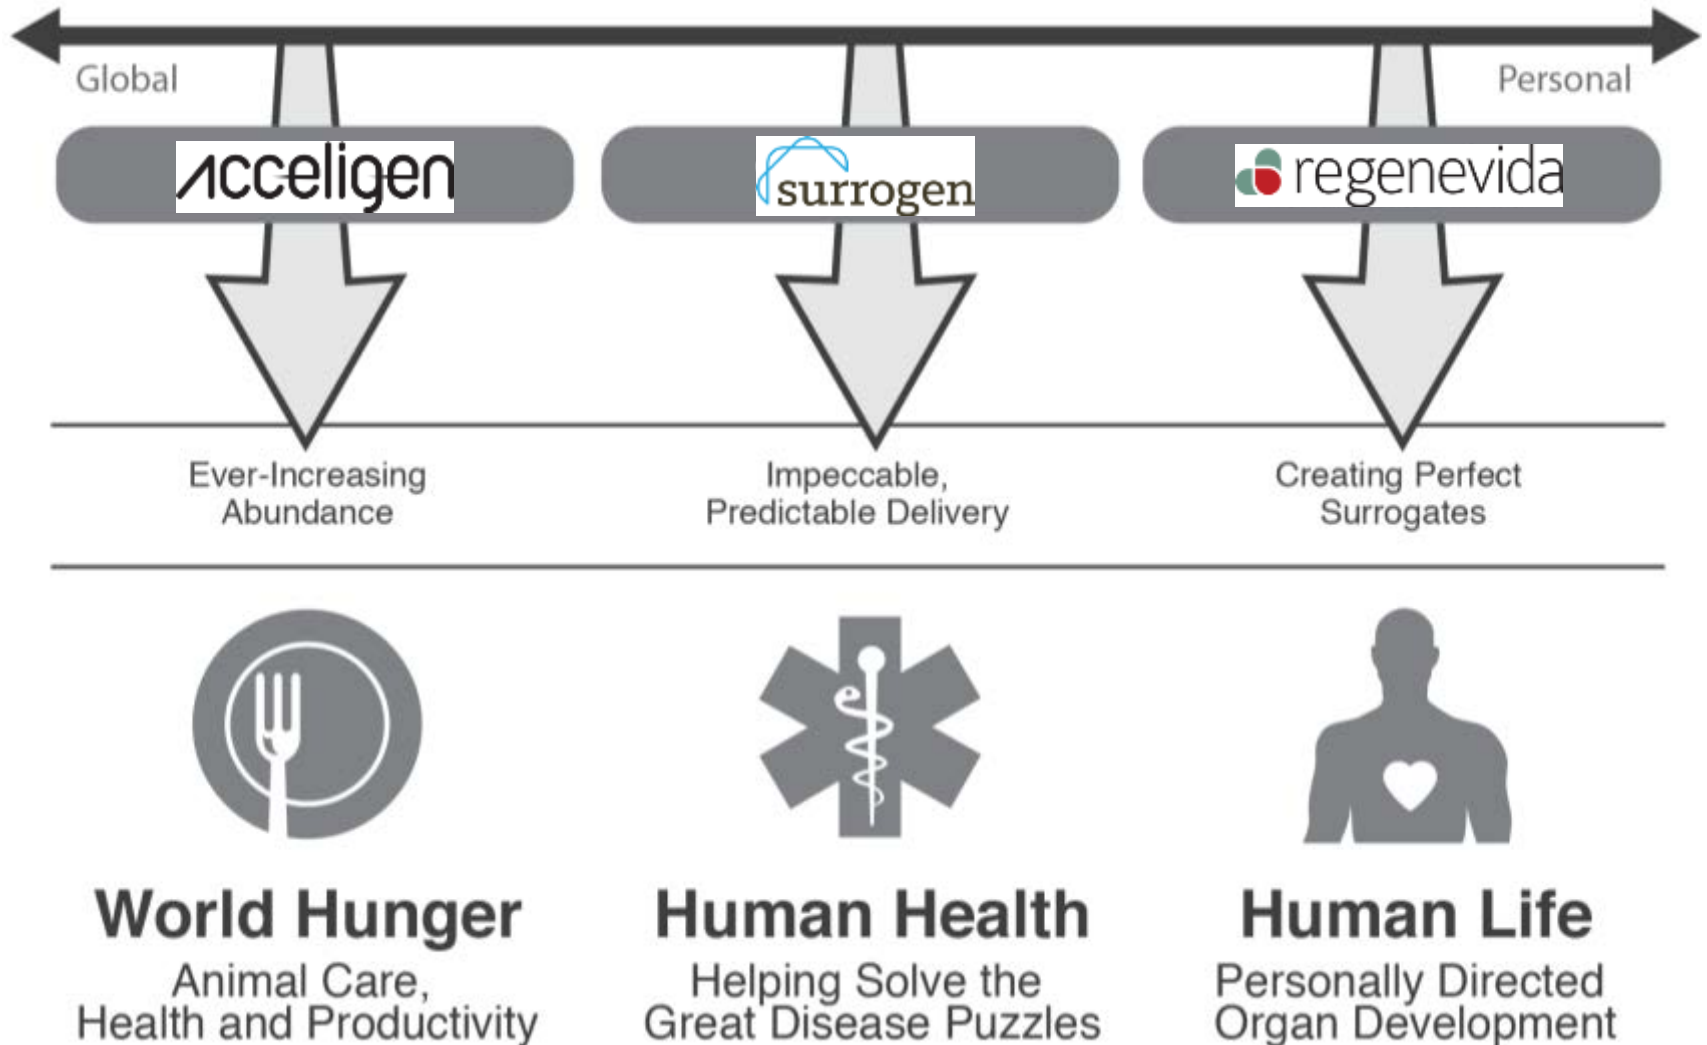 Global
Personal
acceligen
surrogen
regenevida
Ever-Increasing
Abundance
Impeccable,
Predictable Delivery
Creating Perfect
Surrogates
World Hunger
Animal Care,
Health and Productivity
Human Health
Helping Solve the
Great Disease Puzzles
Human Life
Personally Directed
Organ Development